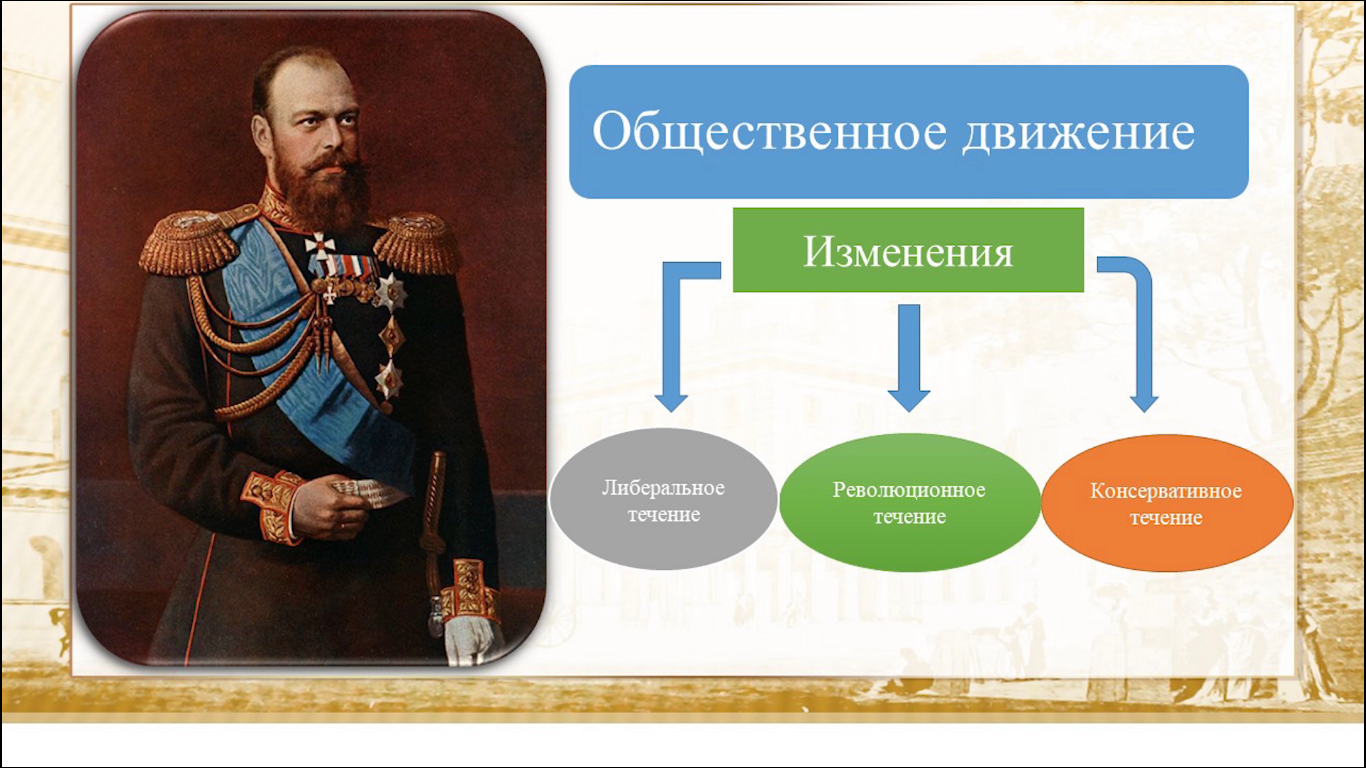 Общественное движение
Изменения
Либеральное
течение
Революционное
течение
Консервативное
течение